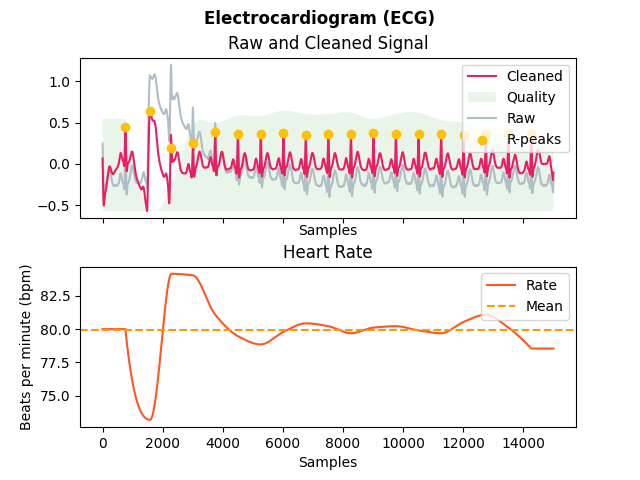 Electrocardiogram (ECG)
Raw and Cleaned Signal
Cleaned
Quality
Raw
R-peaks
1.0
0.5
0.0
−0.5
Samples
Heart Rate
Rate
Mean
Beats per minute (bpm)
82.5
80.0
77.5
75.0
0 2000 4000 6000 8000 10000 12000 14000
Samples